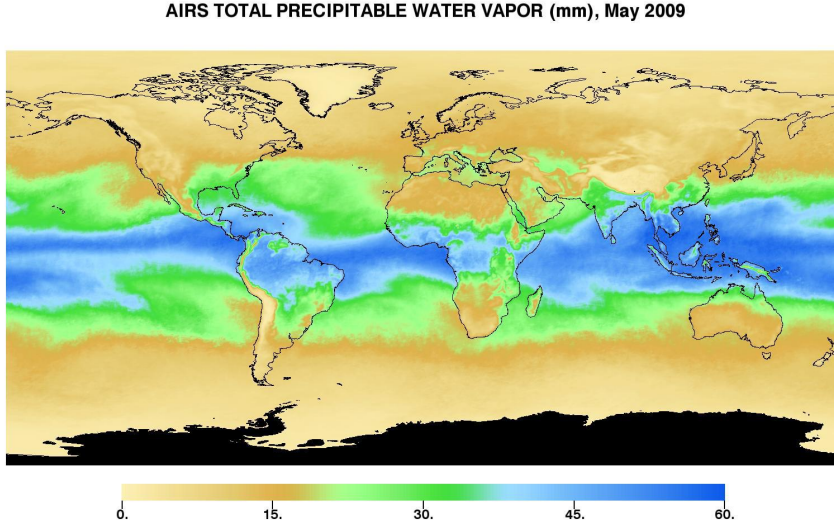 AIRS TOTAL PRECIPITABLE WATER VAPOR (mm), May 2009
0. 15. 30. 45. 60.